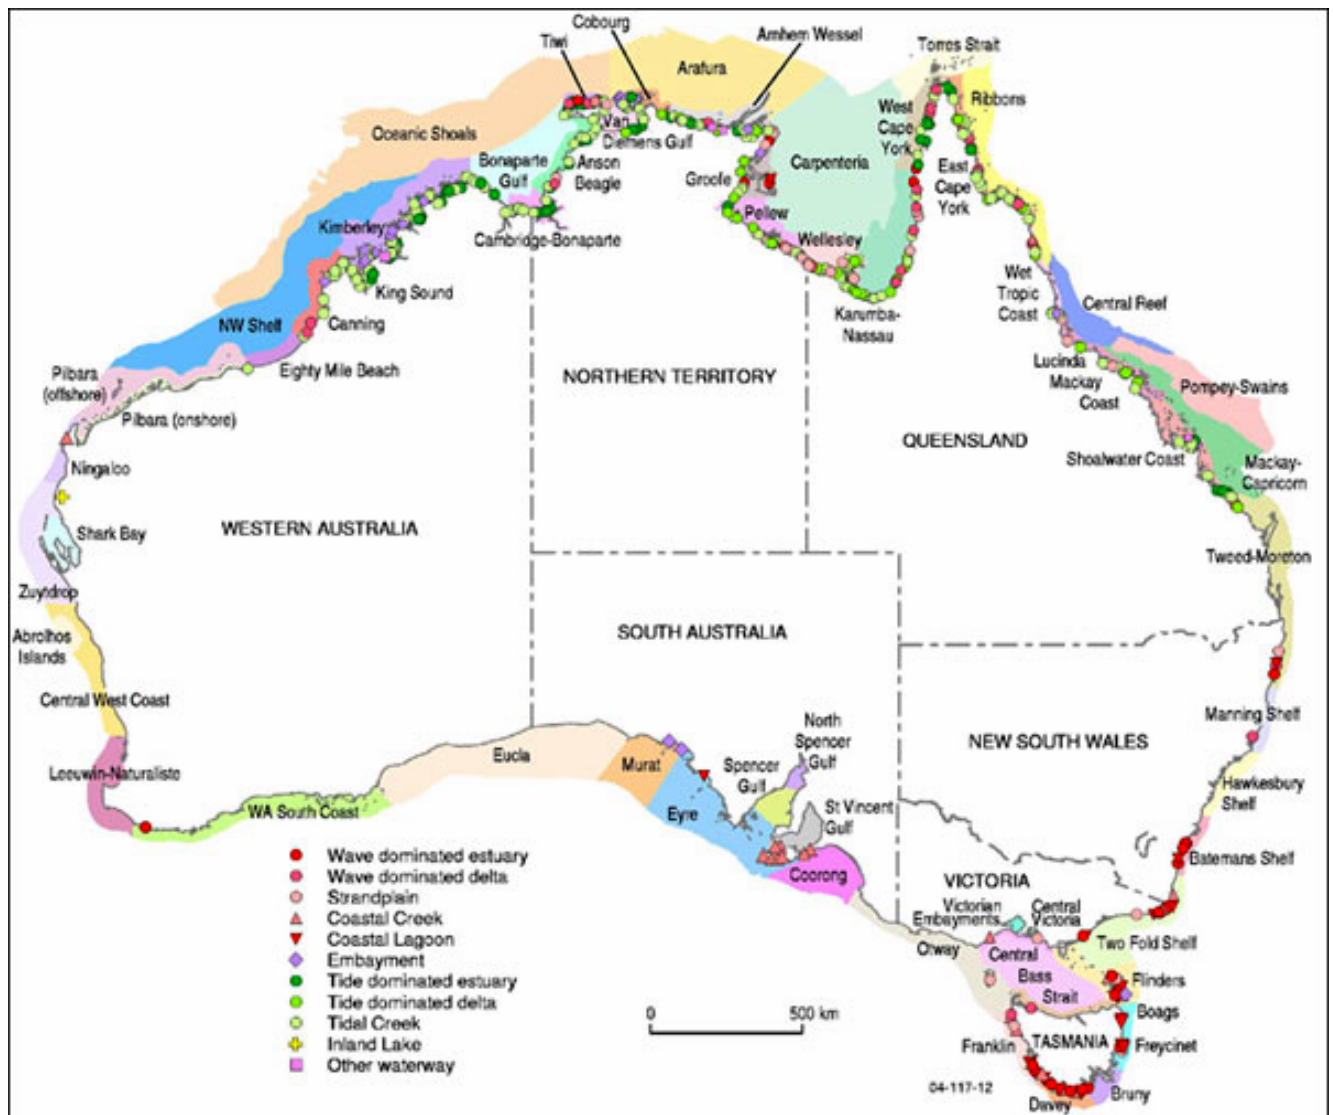 Cobourg
Tiwi
Arnhem Wessel
Torres Strait
Arafura
Ribbons
West
Cape
York
Oceanic Shoals
Van
Diemens Gulf
Bonaparte
Gulf
Anson
Beagle
Carpenteria
Groote
East
Cape
York
Pellew
Kimberley
Cambridge-Bonaparte
Wellesley
King Sound
Wet
Tropic
Coast
Central Reef
NW Shelf
Canning
Karumba-
Nassau
Eighty Mile Beach
Lucinda
Mackay
Coast
Pompey-Swains
Pilbara
(offshore)
Pilbara (onshore)
NORTHERN TERRITORY
QUEENSLAND
Shoalwater Coast
Mackay-
Capricorn
Ningaloo
Shark Bay
WESTERN AUSTRALIA
Tweed-Moreton
Zuytdrop
Abrolhos
Islands
SOUTH AUSTRALIA
Central West Coast
Manning Shelf
NEW SOUTH WALES
North
Spencer
Gulf
Eucla
Murat
Spencer
Gulf
Leeuwin-Naturaliste
Hawkesbury
Shelf
WA South Coast
Eyre
St Vincent
Gulf
Batemans Shelf
Coorong
VICTORIA
Victorian
Embayments
Central
Victoria
Two Fold Shelf
Otway
Central
Bass
Strait
Flinders
Boags
TASMANIA
Franklin
Freycinet
Bruny
Davey
Wave dominated estuary
Wave dominated delta
Strandplain
Coastal Creek
Coastal Lagoon
Embayment
Tide dominated estuary
Tide dominated delta
Tidal Creek
Inland Lake
Other waterway
0 500 km
04-117-12